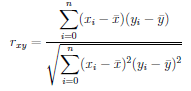 r_{xy} = \frac{\sum_{i=0}^{n}(x_i - \bar{x})(y_i - \bar{y})}{\sqrt{\sum_{i=0}^{n}(x_i - \bar{x})^2(y_i - \bar{y})^2}}